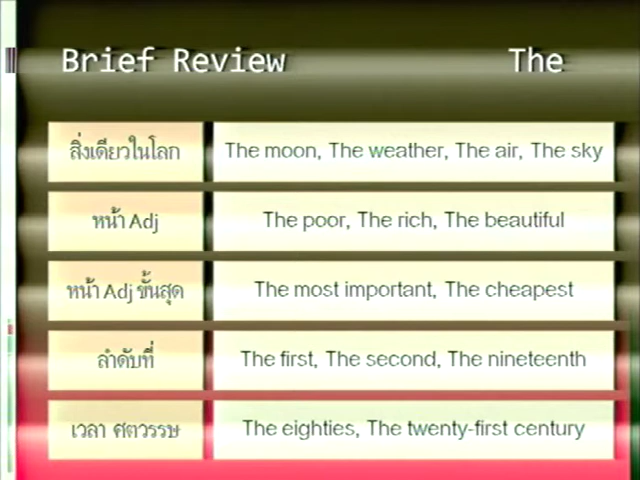 Brief Review The
สิ่งเดียวในโลก The moon, The weather, The air, The sky
หน้า Adj The poor, The rich, The beautiful
หน้า Adj ขั้นสุด The most important, The cheapest
ลำดับที่ The first, The second, The nineteenth
เวลา ศตวรรษ The eighties, The twenty-first century